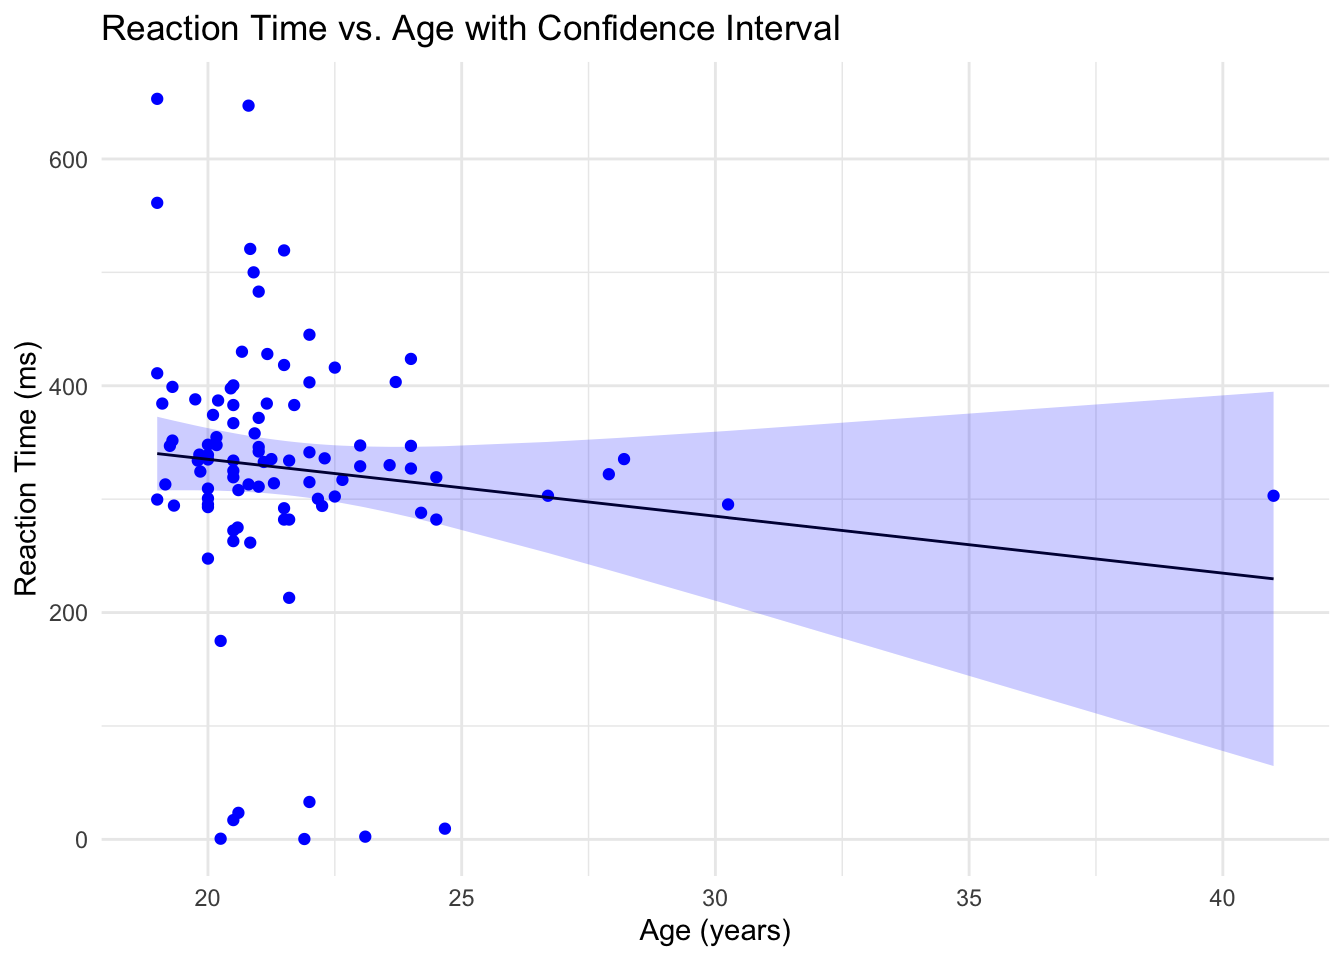 Reaction Time vs. Age with Confidence Interval
Reaction Time (ms)
600
400
200
0
20 25 30 35 40
Age (years)